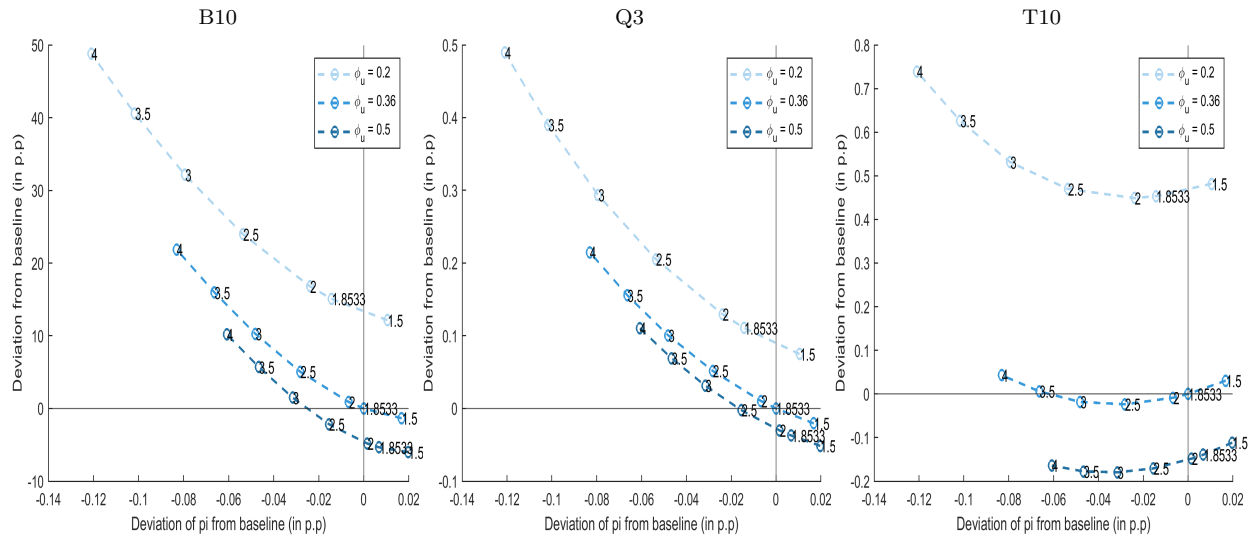 B10
Deviation from baseline (in p.p)
50
40
30
20
10
0
-10
-0.14 -0.12 -0.1 -0.08 -0.06 -0.04 -0.02 0 0.02
Deviation of pi from baseline (in p.p)
ϕu = 0.2
ϕu = 0.36
ϕu = 0.5
4 3.5 3 2.5 2 1.8533 1.5
4 3.5 3 2.5 2 1.8533 1.5
4 3.5 3 2.5 2 1.8533 1.5
Q3
Deviation from baseline (in p.p)
0.5
0.4
0.3
0.2
0.1
0
-0.1
-0.14 -0.12 -0.1 -0.08 -0.06 -0.04 -0.02 0 0.02
Deviation of pi from baseline (in p.p)
ϕu = 0.2
ϕu = 0.36
ϕu = 0.5
4 3.5 3 2.5 2 1.8533 1.5
4 3.5 3 2.5 2 1.8533 1.5
4 3.5 3 2.5 2 1.8533 1.5
T10
Deviation from baseline (in p.p)
0.8
0.7
0.6
0.5
0.4
0.3
0.2
0.1
0
-0.1
-0.2
-0.14 -0.12 -0.1 -0.08 -0.06 -0.04 -0.02 0 0.02
Deviation of pi from baseline (in p.p)
ϕu = 0.2
ϕu = 0.36
ϕu = 0.5
4 3.5 3 2.5 2 1.8533 1.5
4 3.5 3 2.5 2 1.8533 1.5
4 3.5 3 2.5 2 1.8533 1.5